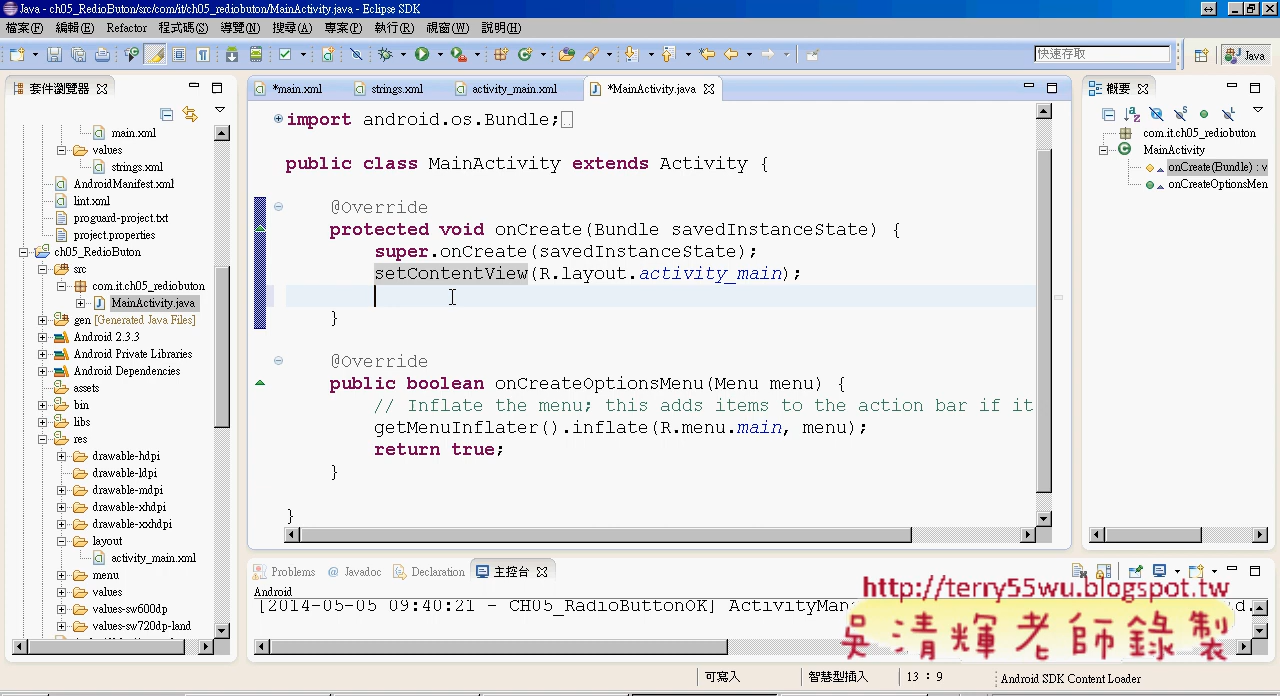 Java - ch05_RedioButon/src/com/it/ch05_rediobuton/MainActivity.java - Eclipse SDK
檔案(F) 編輯(E) Refactor 程式碼(S) 導覽(N) 搜尋(A) 專案(P) 執行(R) 視窗(W) 說明(H)
快速存取
Java
套件瀏覽器
main.xml
values
strings.xml
AndroidManifest.xml
lint.xml
proguard-project.txt
project.properties
ch05_RedioButon
src
com.it.ch05_rediobuton
MainActivity.java
gen [Generated Java Files]
Android 2.3.3
Android Private Libraries
Android Dependencies
assets
bin
libs
res
drawable-hdpi
drawable-ldpi
drawable-mdpi
drawable-xhdpi
drawable-xxhdpi
layout
activity_main.xml
menu
values
values-sw600dp
values-sw720dp-land
*main.xml strings.xml activity_main.xml *MainActivity.java
import android.os.Bundle;
public class MainActivity extends Activity {
@Override
protected void onCreate(Bundle savedInstanceState) {
super.onCreate(savedInstanceState);
setContentView(R.layout.activity_main);
}
@Override
public boolean onCreateOptionsMenu(Menu menu) {
// Inflate the menu; this adds items to the action bar if it
getMenuInflater().inflate(R.menu.main, menu);
return true;
}
}
概要
com.it.ch05_rediobuton
MainActivity
onCreate(Bundle) : v
onCreateOptionsMen
Problems Javadoc Declaration 主控台
Android
[2014-05-05 09:40:21 - CH05_RadioButtonOK] ActivityMan
http://terry55wu.blogspot.tw
吳清輝老師錄製
可寫入 智慧型插入 13 : 9 Android SDK Content Loader